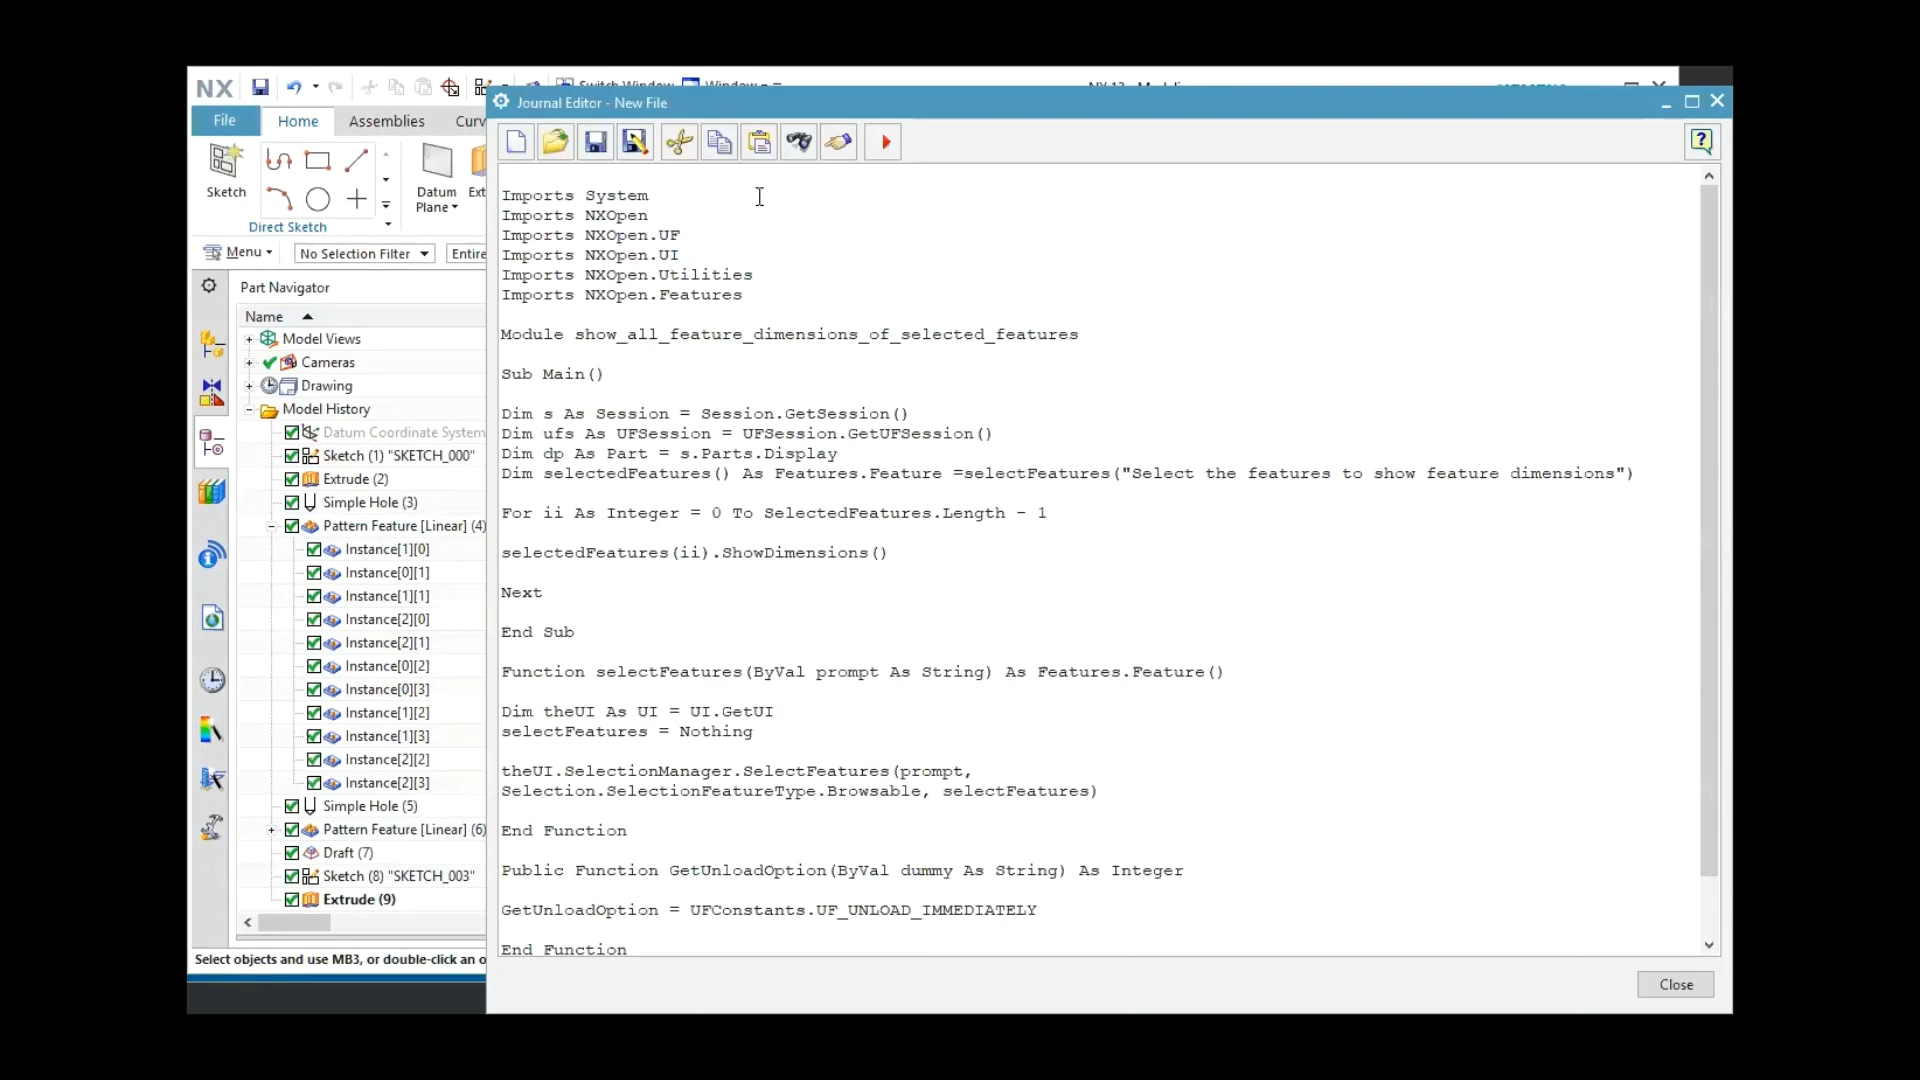 NX
Journal Editor - New File
File
Home
Assemblies
Sketch
Datum
Plane
Direct Sketch
Menu
No Selection Filter
Part Navigator
Name
Model Views
Cameras
Drawing
Model History
Datum Coordinate System
Sketch (1) "SKETCH_000"
Extrude (2)
Simple Hole (3)
Pattern Feature [Linear] (4)
Instance[1][0]
Instance[0][1]
Instance[1][1]
Instance[2][0]
Instance[2][1]
Instance[0][2]
Instance[0][3]
Instance[1][2]
Instance[1][3]
Instance[2][2]
Instance[2][3]
Simple Hole (5)
Pattern Feature [Linear] (6)
Draft (7)
Sketch (8) "SKETCH_003"
Extrude (9)
Select objects and use MB3, or double-click an o
Imports System
Imports NXOpen
Imports NXOpen.UF
Imports NXOpen.UI
Imports NXOpen.Utilities
Imports NXOpen.Features
Module show_all_feature_dimensions_of_selected_features
Sub Main()
Dim s As Session = Session.GetSession()
Dim ufs As UFSession = UFSession.GetUFSession()
Dim dp As Part = s.Parts.Display
Dim selectedFeatures() As Features.Feature =selectFeatures("Select the features to show feature dimensions")
For ii As Integer = 0 To SelectedFeatures.Length - 1
selectedFeatures(ii).ShowDimensions()
Next
End Sub
Function selectFeatures(ByVal prompt As String) As Features.Feature()
Dim theUI As UI = UI.GetUI
selectFeatures = Nothing
theUI.SelectionManager.SelectFeatures(prompt,
Selection.SelectionFeatureType.Browsable, selectFeatures)
End Function
Public Function GetUnloadOption(ByVal dummy As String) As Integer
GetUnloadOption = UFConstants.UF_UNLOAD_IMMEDIATELY
End Function
Close